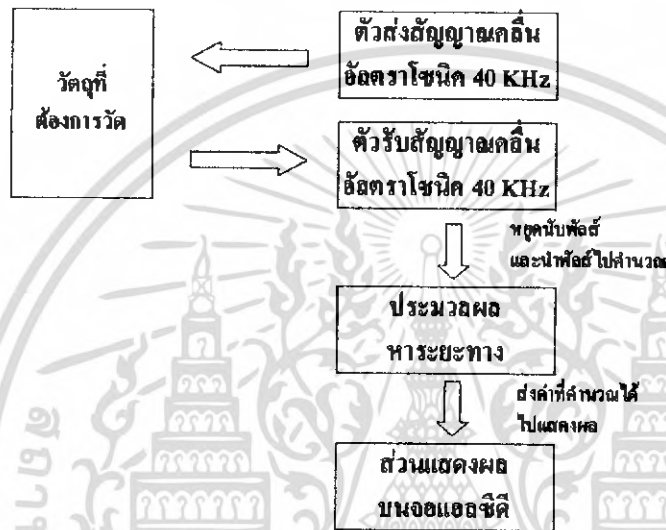 ตัวส่งสัญญาณคลื่น
อัลตราโซนิค 40 KHz
วัตถุที่
ต้องการวัด
ตัวรับสัญญาณคลื่น
อัลตราโซนิค 40 KHz
หยุดนับพัลส์
และนำพัลส์ไปคำนวณ
ประมวลผล
หาระยะทาง
ส่งค่าที่คำนวณได้
ไปแสดงผล
ส่วนแสดงผล
บนจอแอลซีดี